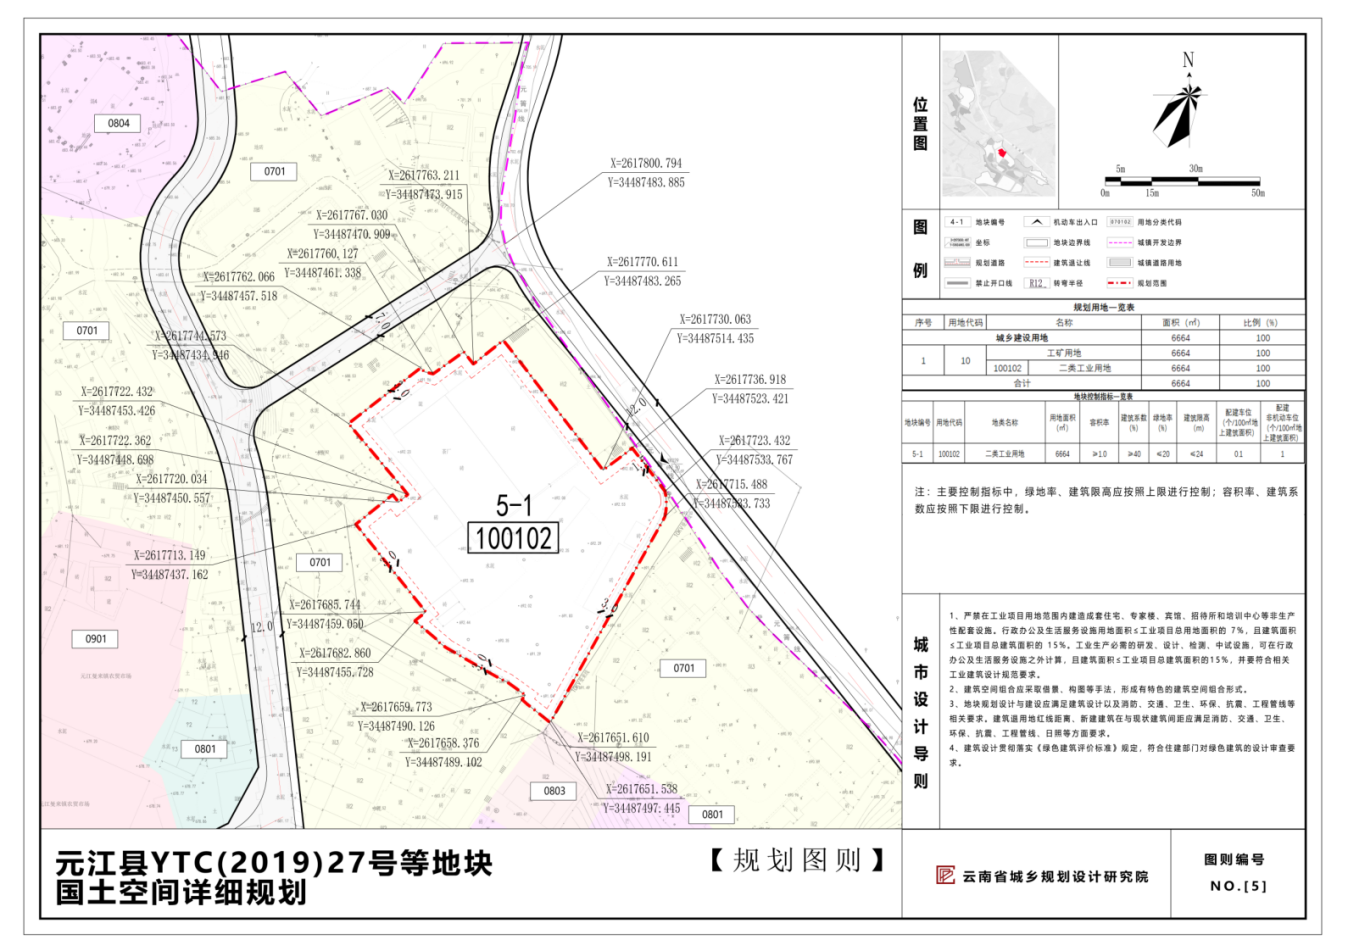 0804
0701
X=2617800.794
Y=34487483.885
X=2617763.211
Y=34487473.915
X=2617767.030
Y=34487470.909
X=2617760.127
Y=34487461.338
X=2617762.066
Y=34487457.518
X=2617770.611
Y=34487483.265
X=2617730.063
Y=34487514.435
X=2617744.573
Y=34487434.946
0701
X=2617736.918
Y=34487523.421
X=2617722.432
Y=34487453.426
X=2617723.432
Y=34487533.767
X=2617722.362
Y=34487448.698
X=2617715.488
Y=34487533.733
X=2617720.034
Y=34487450.557
5-1
100102
X=2617713.149
Y=34487437.162
0701
X=2617685.744
Y=34487459.050
12.0
12.0
7.0
0901
X=2617682.860
Y=34487455.728
0701
X=2617659.773
Y=34487490.126
X=2617658.376
Y=34487489.102
X=2617651.610
Y=34487498.191
X=2617651.538
Y=34487497.445
0801
0803
0801
元江县YTC(2019)27号等地块
国土空间详细规划
【规划图则】
位置图
N
5m 30m
0m 15m 50m
图例
4-1 地块编号 机动车出入口 070102 用地分类代码
坐标 地块边界线 城镇开发边界
规划道路 建筑退让线 城镇道路用地
禁止开口线 R12 转弯半径 规划范围
规划用地一览表
序号 用地代码 名称 面积（㎡） 比例（%）
城乡建设用地 6664 100
1 10 工矿用地 6664 100
100102 二类工业用地 6664 100
合计 6664 100
地块控制指标一览表
地块编号 用地代码 地类名称 用地面积(㎡) 容积率 建筑系数(%) 绿地率(%) 建筑限高(m) 配建车位(个/100㎡地上建筑面积) 配建非机动车位(个/100㎡地上建筑面积)
5-1 100102 二类工业用地 6664 ≥1.0 ≥40 ≤20 ≤24 0.1 1
注：主要控制指标中，绿地率、建筑限高应按照上限进行控制；容积率、建筑系
数应按照下限进行控制。
城市设计导则
1、严禁在工业项目用地范围内建造成套住宅、专家楼、宾馆、招待所和培训中心等非生产
性配套设施。行政办公及生活服务设施用地面积≤工业项目总用地面积的 7%，且建筑面积
≤工业项目总建筑面积的 15%。工业生产必需的研发、设计、检测、中试设施，可在行政
办公及生活服务设施之外计算，且建筑面积≤工业项目总建筑面积的15%，并要符合相关
工业建筑设计规范要求。
2、建筑空间组合应采取借景、构图等手法，形成有特色的建筑空间组合形式。
3、地块规划设计与建设应满足建筑设计以及消防、交通、卫生、环保、抗震、工程管线等
相关要求。建筑退用地红线距离、新建建筑在与现状建筑间距应满足消防、交通、卫生、
环保、抗震、工程管线、日照等方面要求。
4、建筑设计贯彻落实《绿色建筑评价标准》规定，符合住建部门对绿色建筑的设计审查要
求。
云南省城乡规划设计研究院
图则编号
NO.[5]